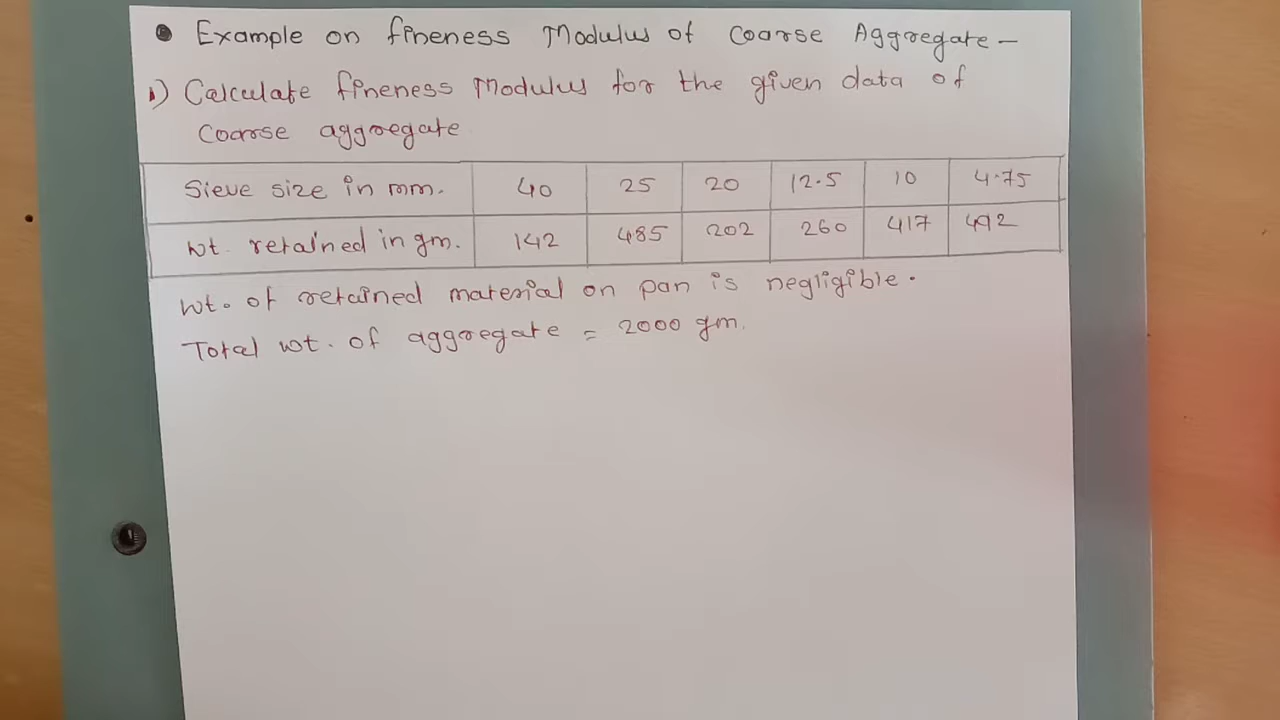 Example on fineness Modulus of Coarse Aggregate -
1) Calculate fineness Modulus for the given data of
Coarse aggregate
Sieve size in mm. 40 25 20 12.5 10 4.75
wt. retained in gm. 142 485 202 260 417 492
wt. of retained material on pan is negligible.
Total wt. of aggregate = 2000 gm.